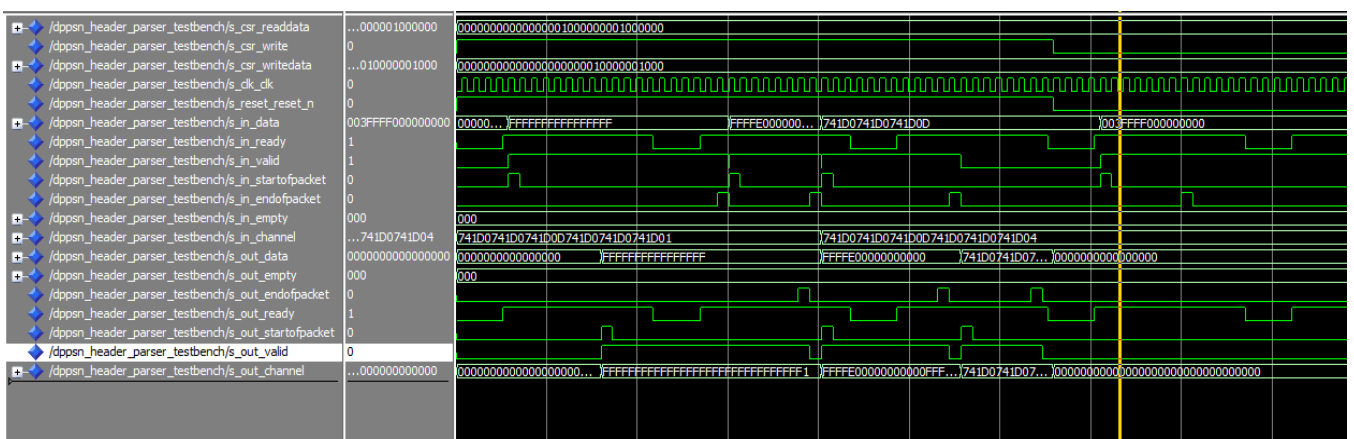 /dppsn_header_parser_testbench/s_csr_readdata ...000001000000 00000000000000001000000001000000
/dppsn_header_parser_testbench/s_csr_write 0
/dppsn_header_parser_testbench/s_csr_writedata ...010000001000 00000000000000000000010000001000
/dppsn_header_parser_testbench/s_clk_clk 0
/dppsn_header_parser_testbench/s_reset_reset_n 0
/dppsn_header_parser_testbench/s_in_data 003FFFF000000000 00000... FFFFFFFFFFFFFFFF FFFFE000000... 741D0741D0741D0D 003FFFF000000000
/dppsn_header_parser_testbench/s_in_ready 1
/dppsn_header_parser_testbench/s_in_valid 1
/dppsn_header_parser_testbench/s_in_startofpacket 0
/dppsn_header_parser_testbench/s_in_endofpacket 0
/dppsn_header_parser_testbench/s_in_empty 000 000
/dppsn_header_parser_testbench/s_in_channel ...741D0741D04 741D0741D0741D0D741D0741D0741D01 741D0741D0741D0D741D0741D0741D04
/dppsn_header_parser_testbench/s_out_data 0000000000000000 0000000000000000 FFFFFFFFFFFFFFFF FFFFE00000000000 741D0741D07... 0000000000000000
/dppsn_header_parser_testbench/s_out_empty 000 000
/dppsn_header_parser_testbench/s_out_endofpacket 0
/dppsn_header_parser_testbench/s_out_ready 1
/dppsn_header_parser_testbench/s_out_startofpacket 0
/dppsn_header_parser_testbench/s_out_valid 0
/dppsn_header_parser_testbench/s_out_channel ...000000000000 0000000000000000000... FFFFFFFFFFFFFFFFFFFFFFFFFFFFFFF1 FFFFE00000000000FFF... 741D0741D07... 00000000000000000000000000000000